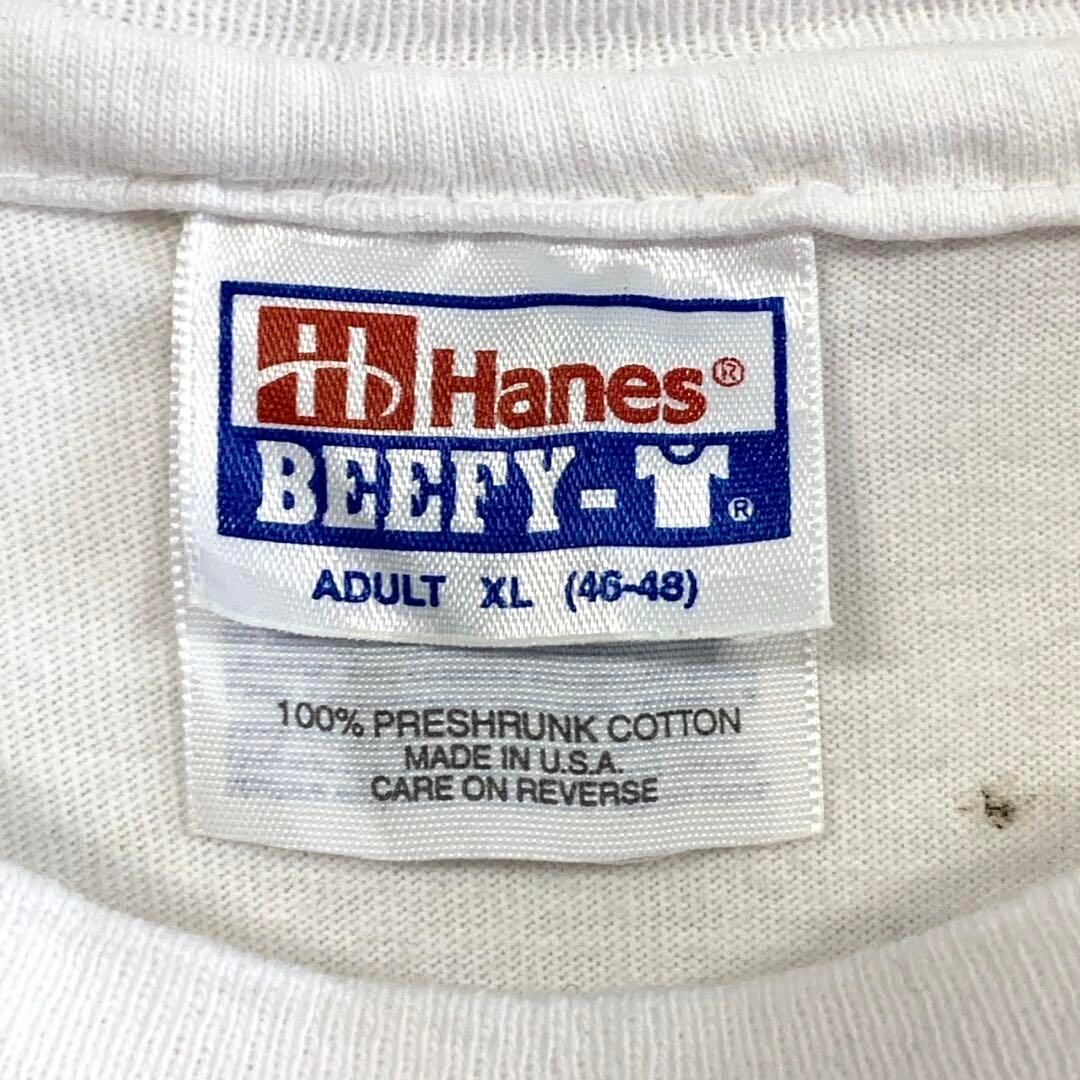 H Hanes®
BEEFY-T®
ADULT XL (46-48)
100% PRESHRUNK COTTON
MADE IN U.S.A.
CARE ON REVERSE